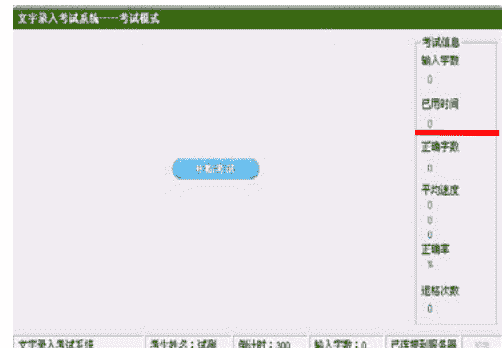 文字录入考试系统-----考试模式
考试信息
输入字数
0
已用时间
0
正确字数
0
开始考试
平均速度
0
0
0
正确率
%
退格次数
0
文字录入考试系统 考生姓名：试测 倒计时：300 输入字数：0 已连接到服务器